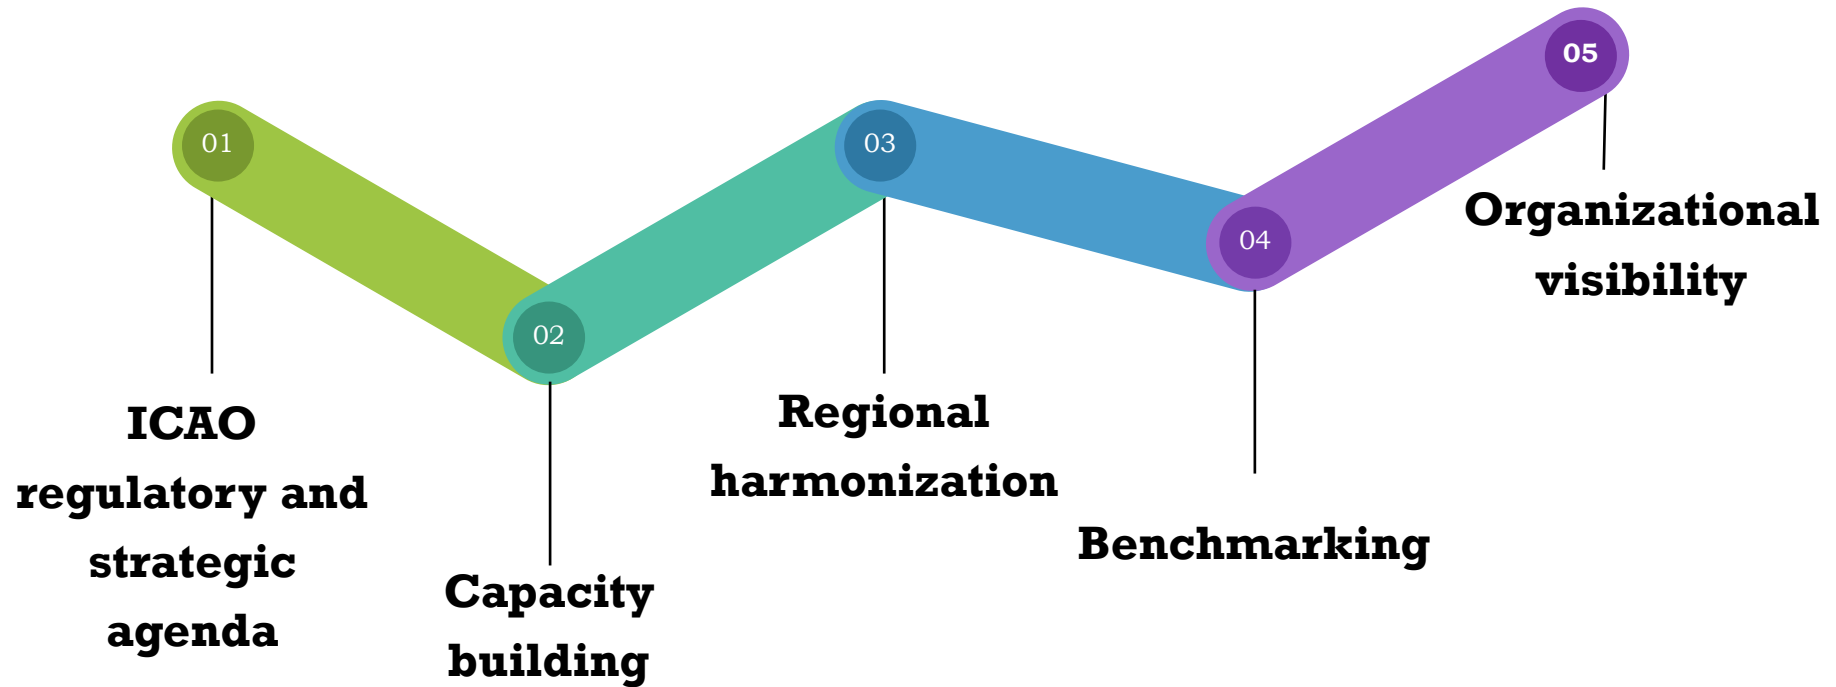 01
ICAO
regulatory and
strategic
agenda
02
Capacity
building
03
Regional
harmonization
04
Benchmarking
05
Organizational
visibility